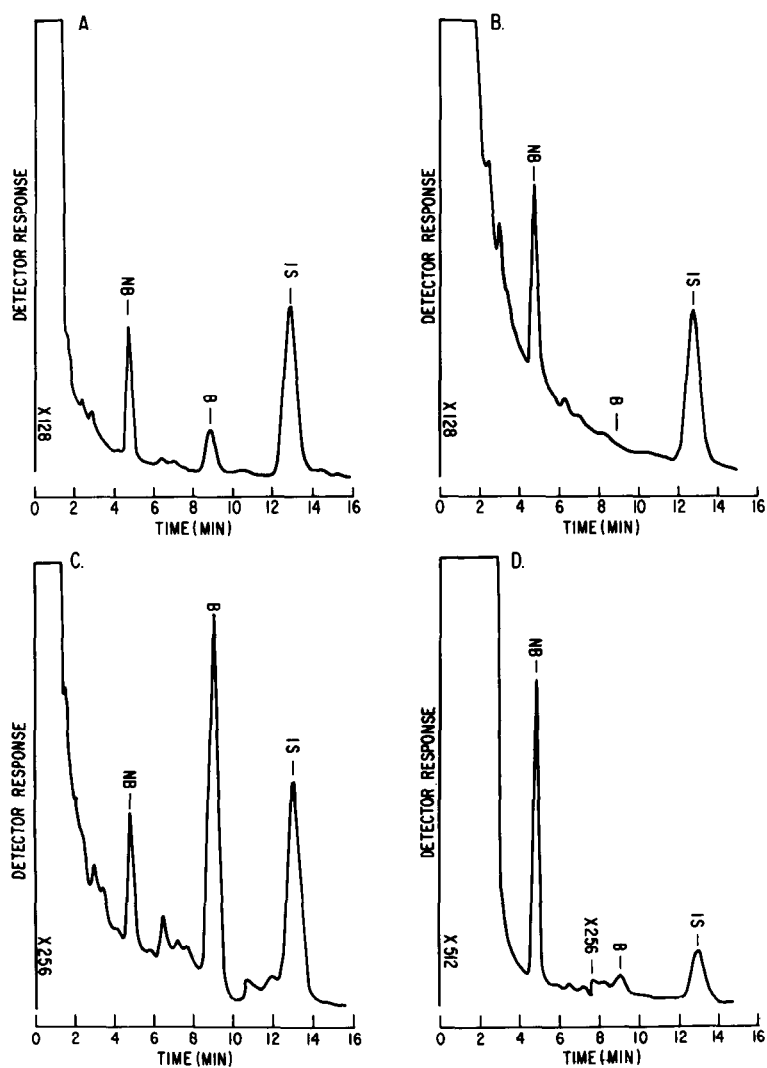 A.
NB
B
IS
DETECTOR RESPONSE
X128
0 2 4 6 8 10 12 14 16
TIME (MIN)
B.
NB
B
IS
DETECTOR RESPONSE
X128
0 2 4 6 8 10 12 14 16
TIME (MIN)
C.
NB
B
IS
DETECTOR RESPONSE
X256
0 2 4 6 8 10 12 14 16
TIME (MIN)
D.
NB
X256
B
IS
DETECTOR RESPONSE
X512
0 2 4 6 8 10 12 14 16
TIME (MIN)